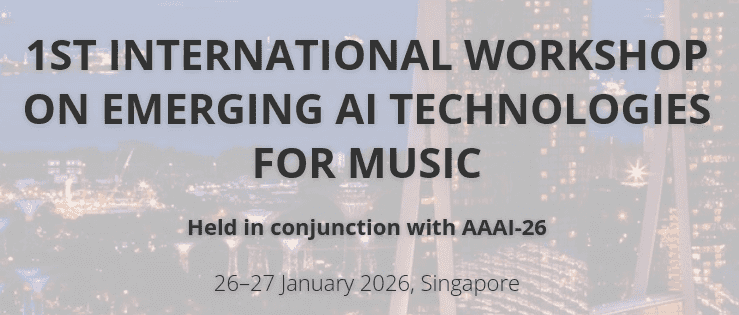 1ST INTERNATIONAL WORKSHOP
ON EMERGING AI TECHNOLOGIES
FOR MUSIC
Held in conjunction with AAAI-26
26–27 January 2026, Singapore